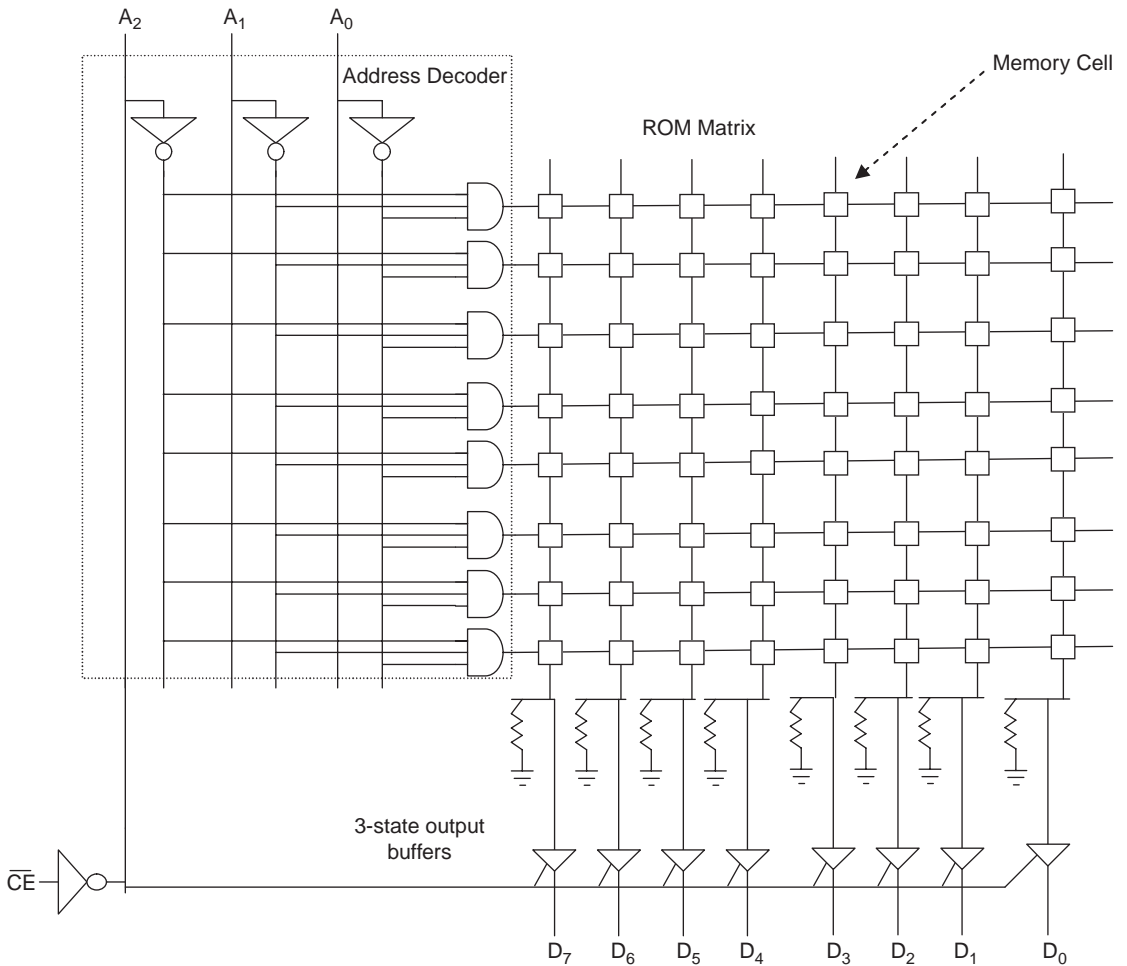 A₂ A₁ A₀
Address Decoder
Memory Cell
ROM Matrix
3-state output
buffers
C̅E̅
D₇ D₆ D₅ D₄ D₃ D₂ D₁ D₀